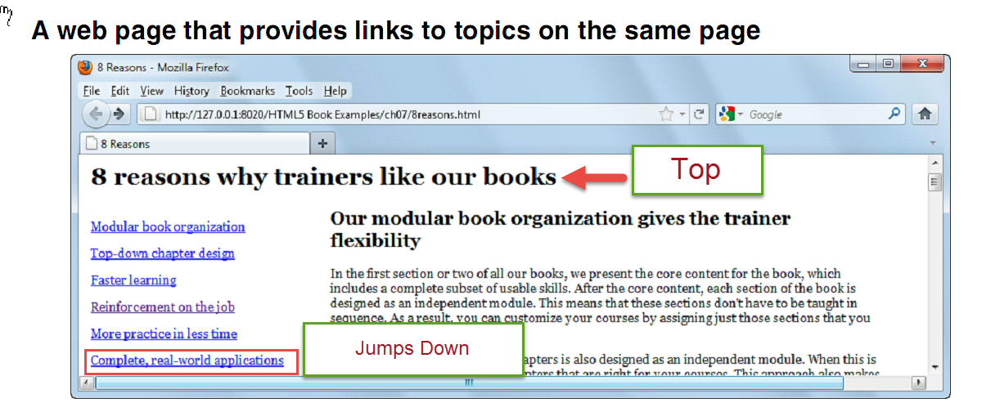 A web page that provides links to topics on the same page
8 Reasons - Mozilla Firefox
File Edit View History Bookmarks Tools Help
http://127.0.0.1:8020/HTML5 Book Examples/ch07/8reasons.html
Google
8 Reasons
8 reasons why trainers like our books
Top
Modular book organization
Top-down chapter design
Faster learning
Reinforcement on the job
More practice in less time
Complete, real-world applications
Our modular book organization gives the trainer
flexibility
In the first section or two of all our books, we present the core content for the book, which
includes a complete subset of usable skills. After the core content, each section of the book is
designed as an independent module. This means that these sections don't have to be taught in
sequence. As a result, you can customize your courses by assigning just those sections that you
Jumps Down
apters is also designed as an independent module. When this is
pters that are right for your courses. This approach also makes